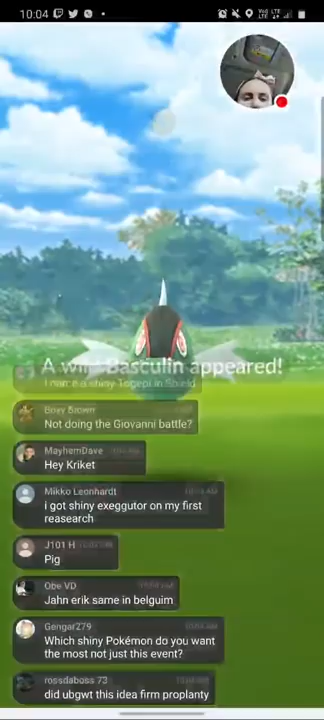 10:04
A wild Basculin appeared!
Shiny Togepi in Shield
Boxy Brown
Not doing the Giovanni battle?
MayhemDave
Hey Kriket
Mikko Leonhardt 10:04 AM
i got shiny exeggutor on my first
reasearch
J101 H
Pig
Obe VD
Jahn erik same in belguim
Gengar279
Which shiny Pokémon do you want
the most not just this event?
rossdaboss 73
did ubgwt this idea firm proplanty